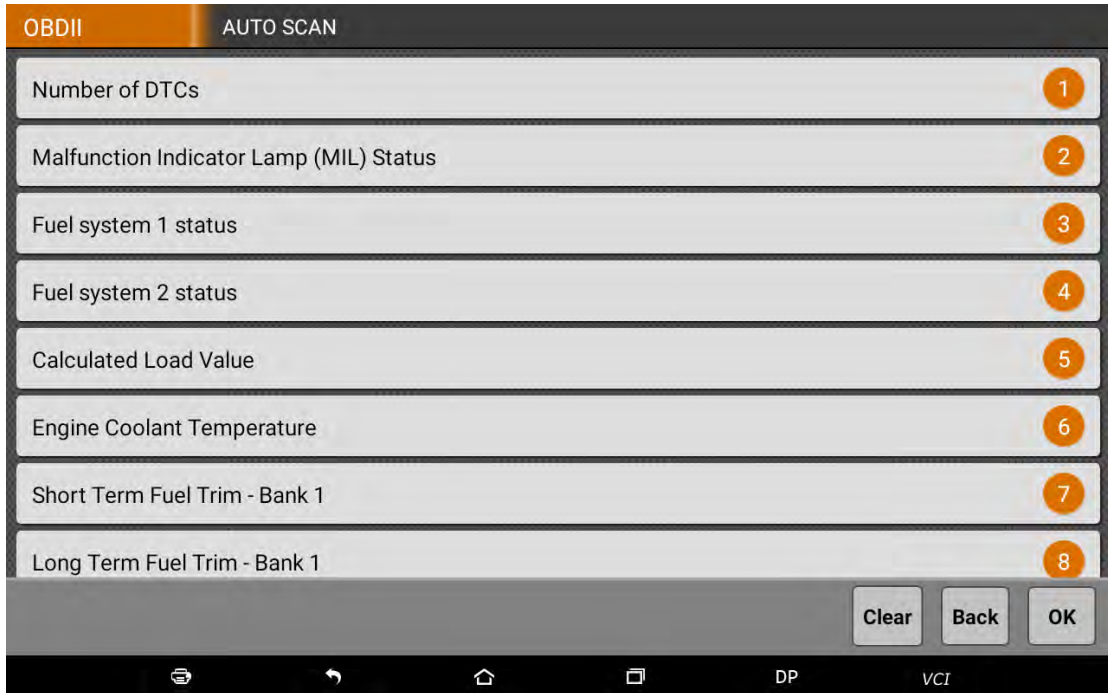 OBDII AUTO SCAN
Number of DTCs 1
Malfunction Indicator Lamp (MIL) Status 2
Fuel system 1 status 3
Fuel system 2 status 4
Calculated Load Value 5
Engine Coolant Temperature 6
Short Term Fuel Trim - Bank 1 7
Long Term Fuel Trim - Bank 1 8
Clear Back OK
DP VCI